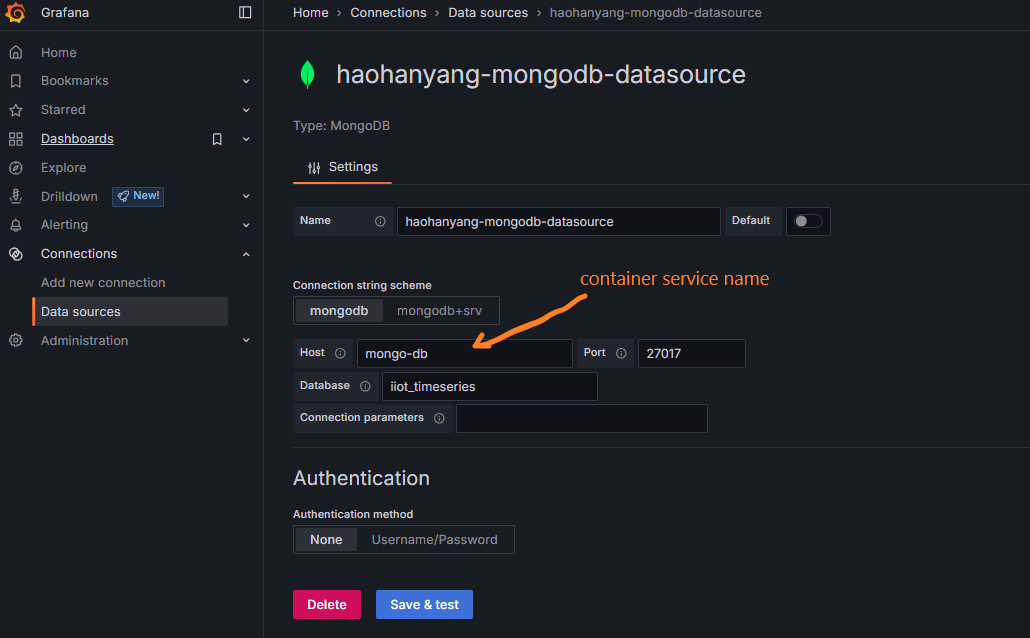 Grafana
Home › Connections › Data sources › haohanyang-mongodb-datasource
Home
Bookmarks
Starred
Dashboards
Explore
Drilldown New!
Alerting
Connections
Add new connection
Data sources
Administration
haohanyang-mongodb-datasource
Type: MongoDB
Settings
Name haohanyang-mongodb-datasource Default
container service name
Connection string scheme
mongodb mongodb+srv
Host mongo-db Port 27017
Database iiot_timeseries
Connection parameters
Authentication
Authentication method
None Username/Password
Delete Save & test